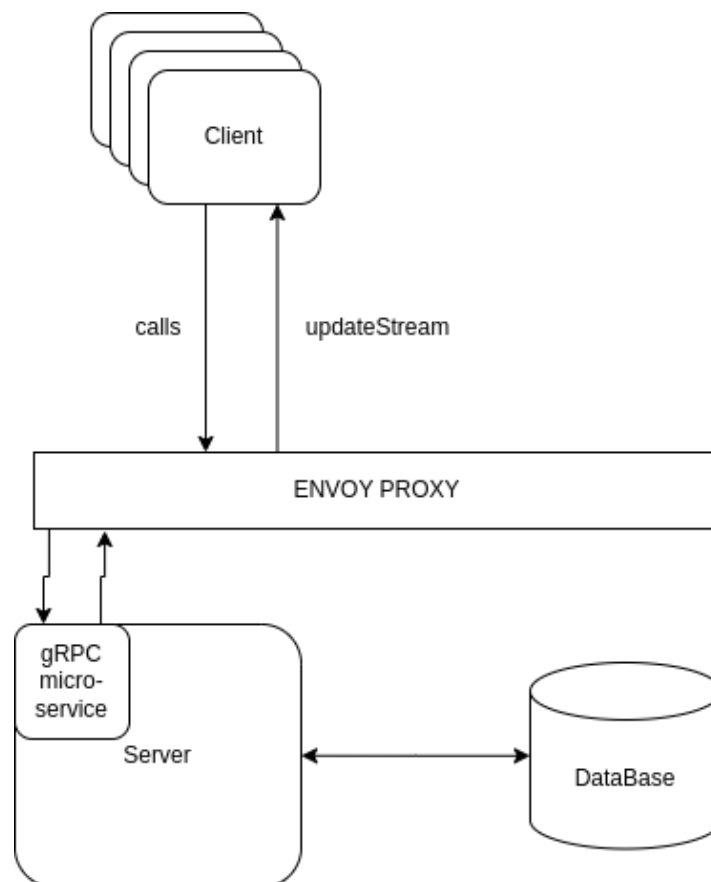 Client
calls
updateStream
ENVOY PROXY
gRPC
micro-
service
Server
DataBase